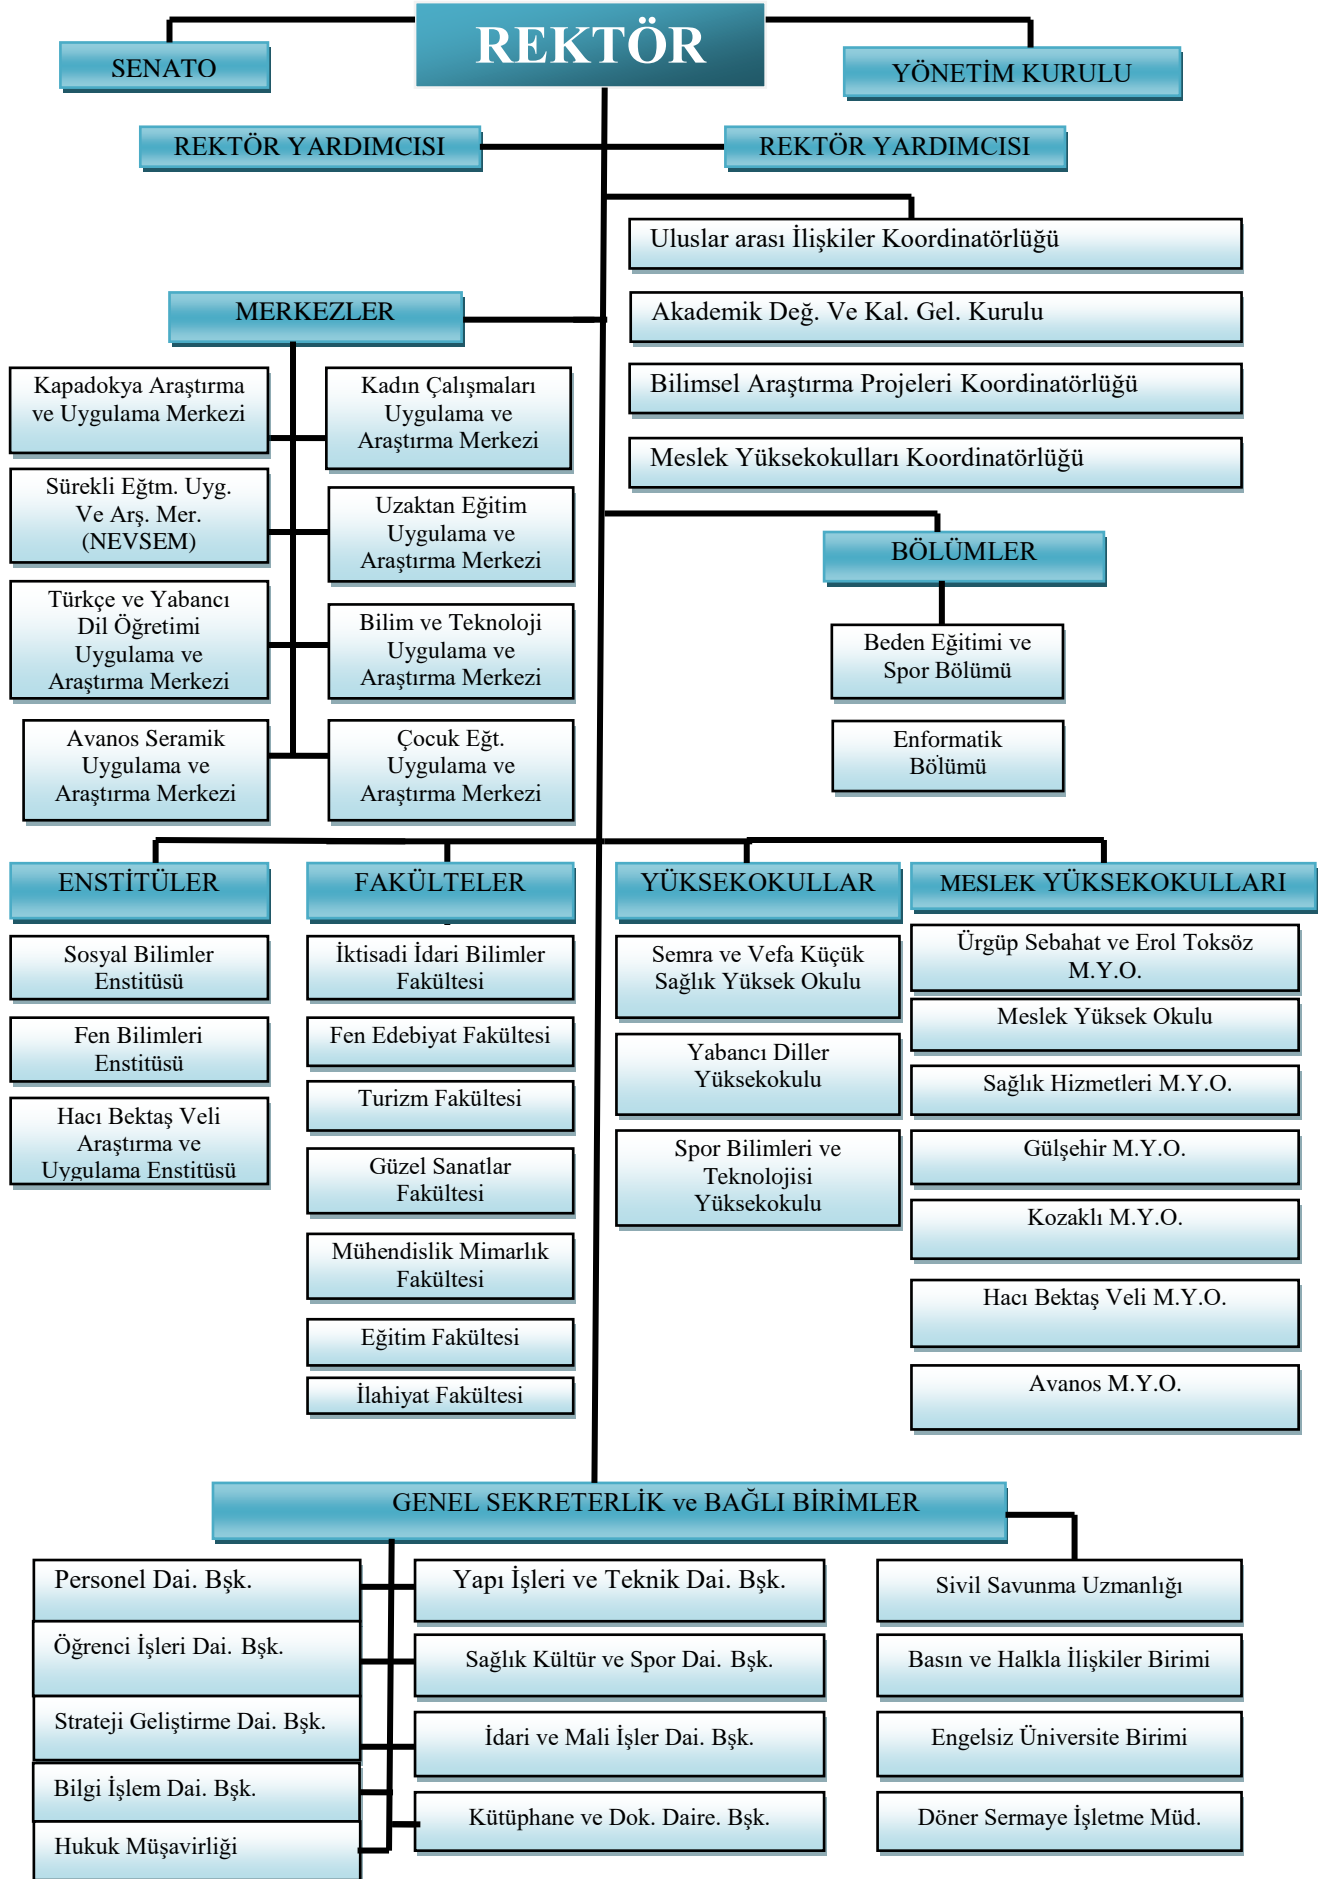 REKTÖR
SENATO
YÖNETİM KURULU
REKTÖR YARDIMCISI
REKTÖR YARDIMCISI
Uluslar arası İlişkiler Koordinatörlüğü
Akademik Değ. Ve Kal. Gel. Kurulu
Bilimsel Araştırma Projeleri Koordinatörlüğü
Meslek Yüksekokulları Koordinatörlüğü
MERKEZLER
Kapadokya Araştırma
ve Uygulama Merkezi
Kadın Çalışmaları
Uygulama ve
Araştırma Merkezi
Sürekli Eğtm. Uyg.
Ve Arş. Mer.
(NEVSEM)
Uzaktan Eğitim
Uygulama ve
Araştırma Merkezi
Türkçe ve Yabancı
Dil Öğretimi
Uygulama ve
Araştırma Merkezi
Bilim ve Teknoloji
Uygulama ve
Araştırma Merkezi
Avanos Seramik
Uygulama ve
Araştırma Merkezi
Çocuk Eğt.
Uygulama ve
Araştırma Merkezi
BÖLÜMLER
Beden Eğitimi ve
Spor Bölümü
Enformatik
Bölümü
ENSTİTÜLER
Sosyal Bilimler
Enstitüsü
Fen Bilimleri
Enstitüsü
Hacı Bektaş Veli
Araştırma ve
Uygulama Enstitüsü
FAKÜLTELER
İktisadi İdari Bilimler
Fakültesi
Fen Edebiyat Fakültesi
Turizm Fakültesi
Güzel Sanatlar
Fakültesi
Mühendislik Mimarlık
Fakültesi
Eğitim Fakültesi
İlahiyat Fakültesi
YÜKSEKOKULLAR
Semra ve Vefa Küçük
Sağlık Yüksek Okulu
Yabancı Diller
Yüksekokulu
Spor Bilimleri ve
Teknolojisi
Yüksekokulu
MESLEK YÜKSEKOKULLARI
Ürgüp Sebahat ve Erol Toksöz
M.Y.O.
Meslek Yüksek Okulu
Sağlık Hizmetleri M.Y.O.
Gülşehir M.Y.O.
Kozaklı M.Y.O.
Hacı Bektaş Veli M.Y.O.
Avanos M.Y.O.
GENEL SEKRETERLİK ve BAĞLI BİRİMLER
Personel Dai. Bşk.
Öğrenci İşleri Dai. Bşk.
Strateji Geliştirme Dai. Bşk.
Bilgi İşlem Dai. Bşk.
Hukuk Müşavirliği
Yapı İşleri ve Teknik Dai. Bşk.
Sağlık Kültür ve Spor Dai. Bşk.
İdari ve Mali İşler Dai. Bşk.
Kütüphane ve Dok. Daire. Bşk.
Sivil Savunma Uzmanlığı
Basın ve Halkla İlişkiler Birimi
Engelsiz Üniversite Birimi
Döner Sermaye İşletme Müd.